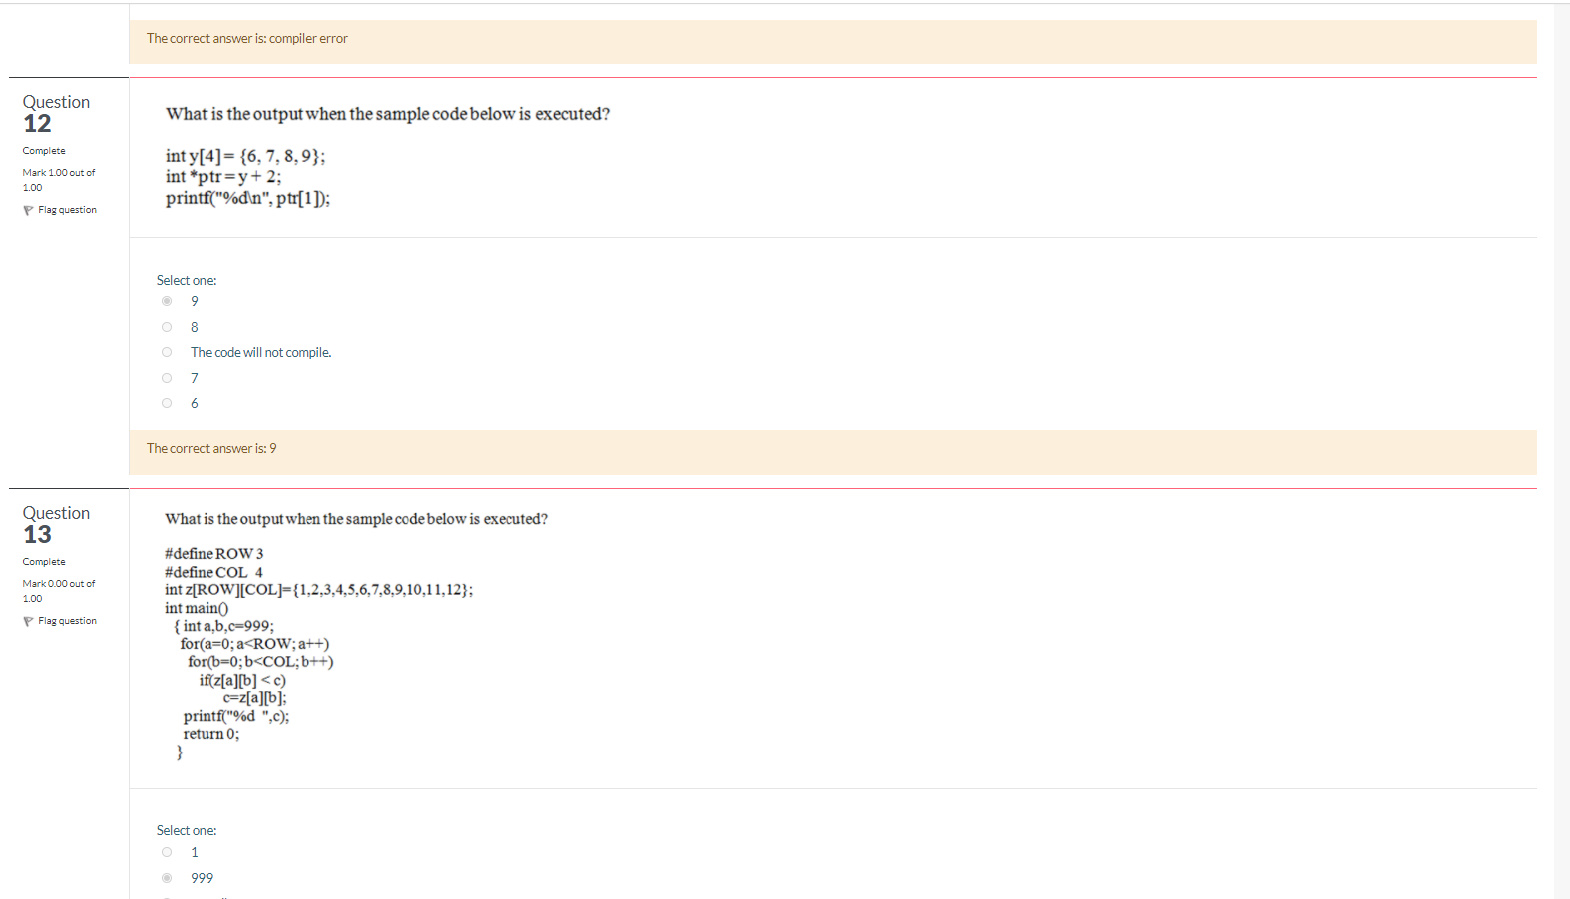 The correct answer is: compiler error
Question
12
Complete
Mark 1.00 out of
1.00
Flag question
What is the output when the sample code below is executed?
int y[4] = {6, 7, 8, 9};
int *ptr = y + 2;
printf("%d\n", ptr[1]);
Select one:
9
8
The code will not compile.
7
6
The correct answer is: 9
Question
13
Complete
Mark 0.00 out of
1.00
Flag question
What is the output when the sample code below is executed?
#define ROW 3
#define COL 4
int z[ROW][COL]={1,2,3,4,5,6,7,8,9,10,11,12};
int main()
{ int a,b,c=999;
for(a=0; a<ROW; a++)
for(b=0; b<COL; b++)
if(z[a][b] < c)
c=z[a][b];
printf("%d ",c);
return 0;
}
Select one:
1
999